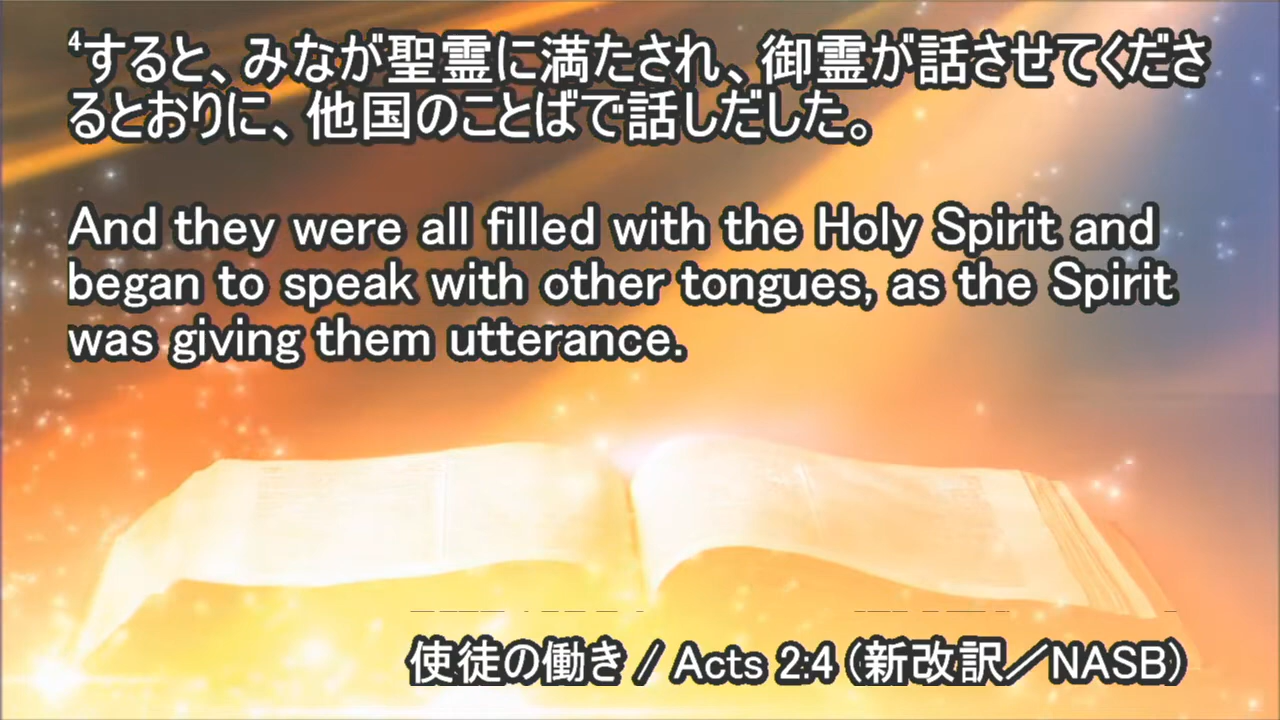 4すると、みなが聖霊に満たされ、御霊が話させてくださ
るとおりに、他国のことばで話しだした。
And they were all filled with the Holy Spirit and
began to speak with other tongues, as the Spirit
was giving them utterance.
使徒の働き / Acts 2:4 (新改訳／NASB)